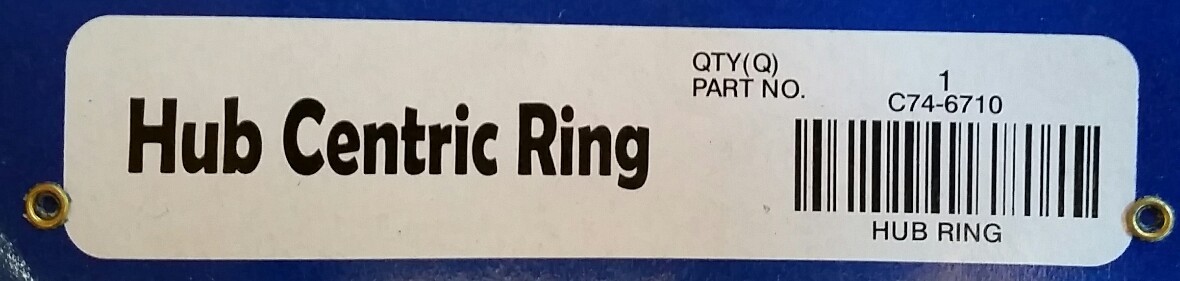 Hub Centric Ring
QTY(Q) 1
PART NO. C74-6710
HUB RING